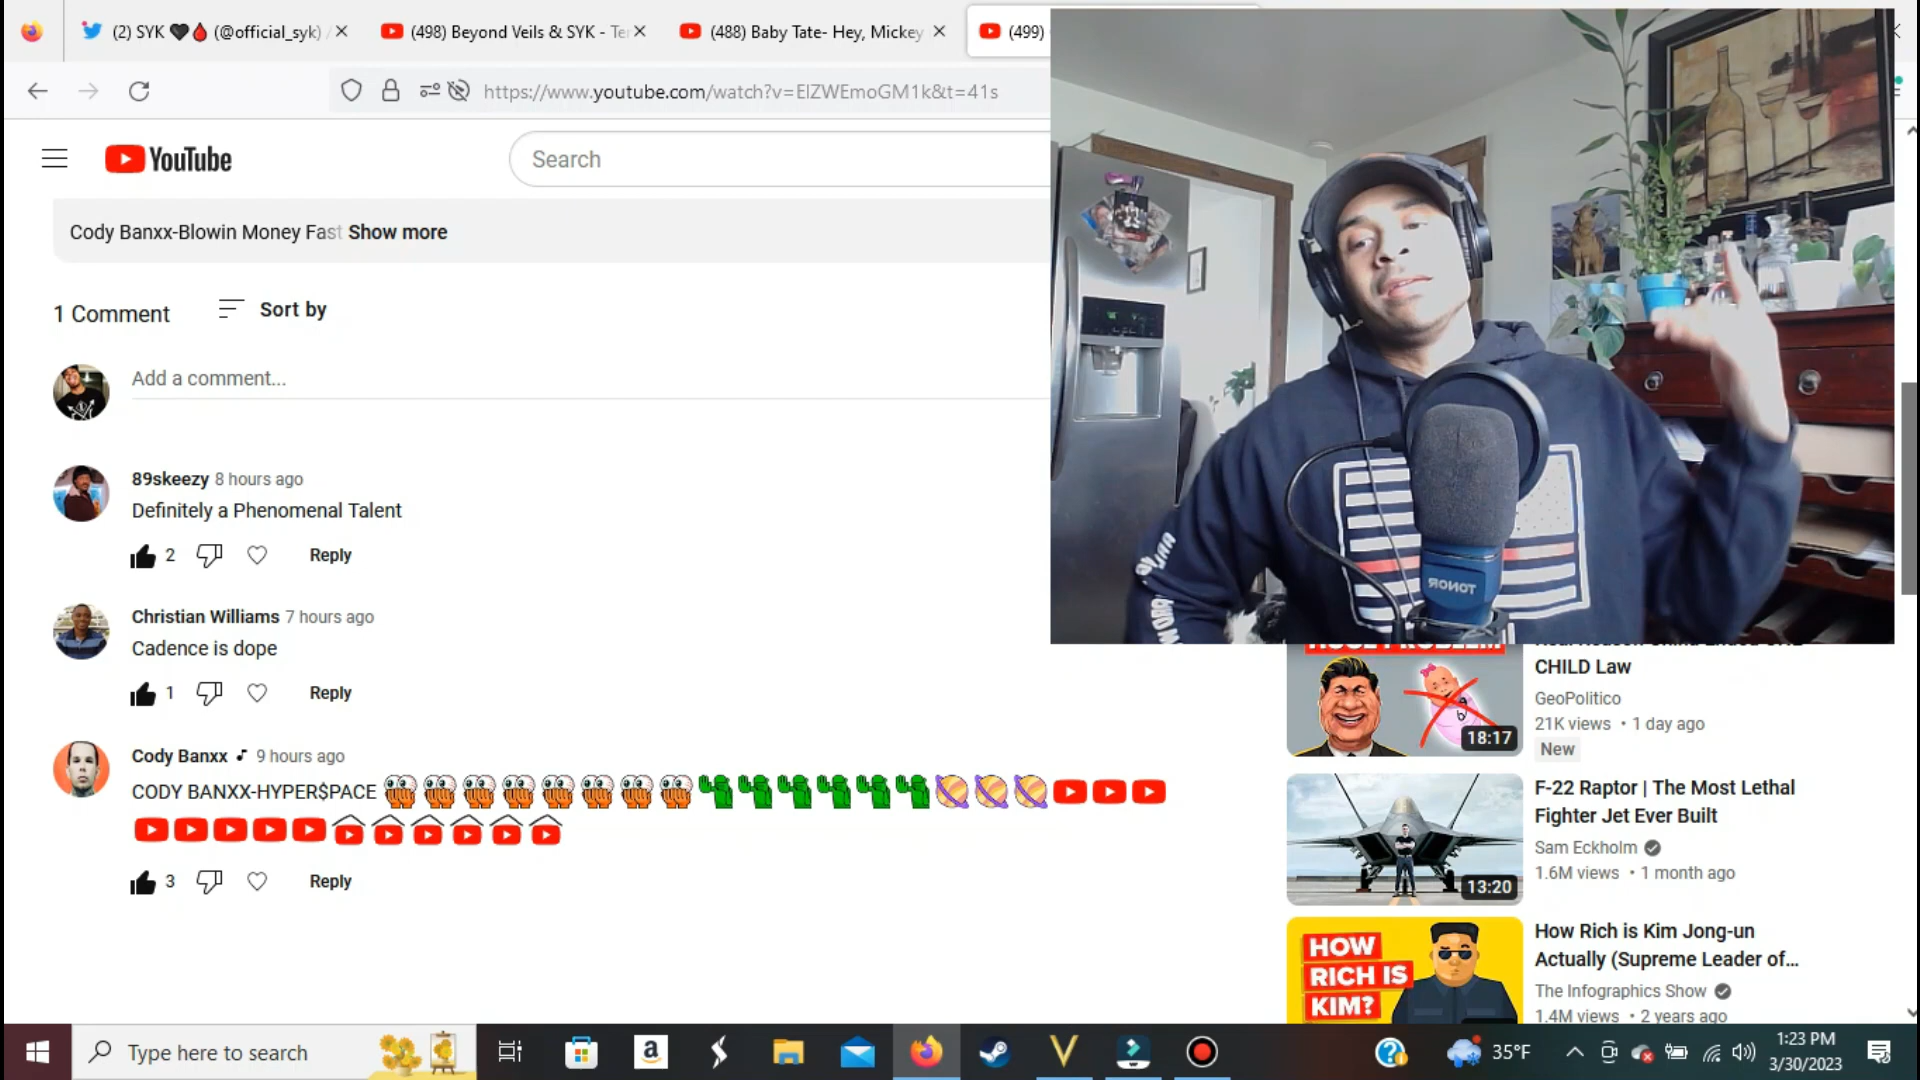 (2) SYK 🖤🩸 (@official_syk) /
(498) Beyond Veils & SYK - Te
(488) Baby Tate- Hey, Mickey
(499)
https://www.youtube.com/watch?v=ElZWEmoGM1k&t=41s
YouTube
Search
Cody Banxx-Blowin Money Fast Show more
1 Comment
Sort by
Add a comment...
89skeezy 8 hours ago
Definitely a Phenomenal Talent
2
Reply
Christian Williams 7 hours ago
Cadence is dope
1
Reply
Cody Banxx ♪ 9 hours ago
CODY BANXX-HYPER$PACE
3
Reply
TONOR
CHILD Law
GeoPolitico
21K views • 1 day ago
New
18:17
F-22 Raptor | The Most Lethal
Fighter Jet Ever Built
Sam Eckholm
1.6M views • 1 month ago
13:20
How Rich is Kim Jong-un
Actually (Supreme Leader of...
The Infographics Show
1.4M views • 2 years ago
HOW
RICH IS
KIM?
Type here to search
35°F
1:23 PM
3/30/2023